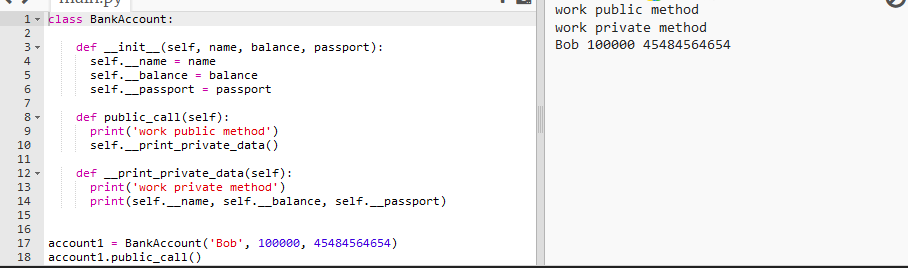 main.py
class BankAccount:
def __init__(self, name, balance, passport):
self.__name = name
self.__balance = balance
self.__passport = passport
def public_call(self):
print('work public method')
self.__print_private_data()
def __print_private_data(self):
print('work private method')
print(self.__name, self.__balance, self.__passport)
account1 = BankAccount('Bob', 100000, 45484564654)
account1.public_call()
work public method
work private method
Bob 100000 45484564654
1
2
3
4
5
6
7
8
9
10
11
12
13
14
15
16
17
18